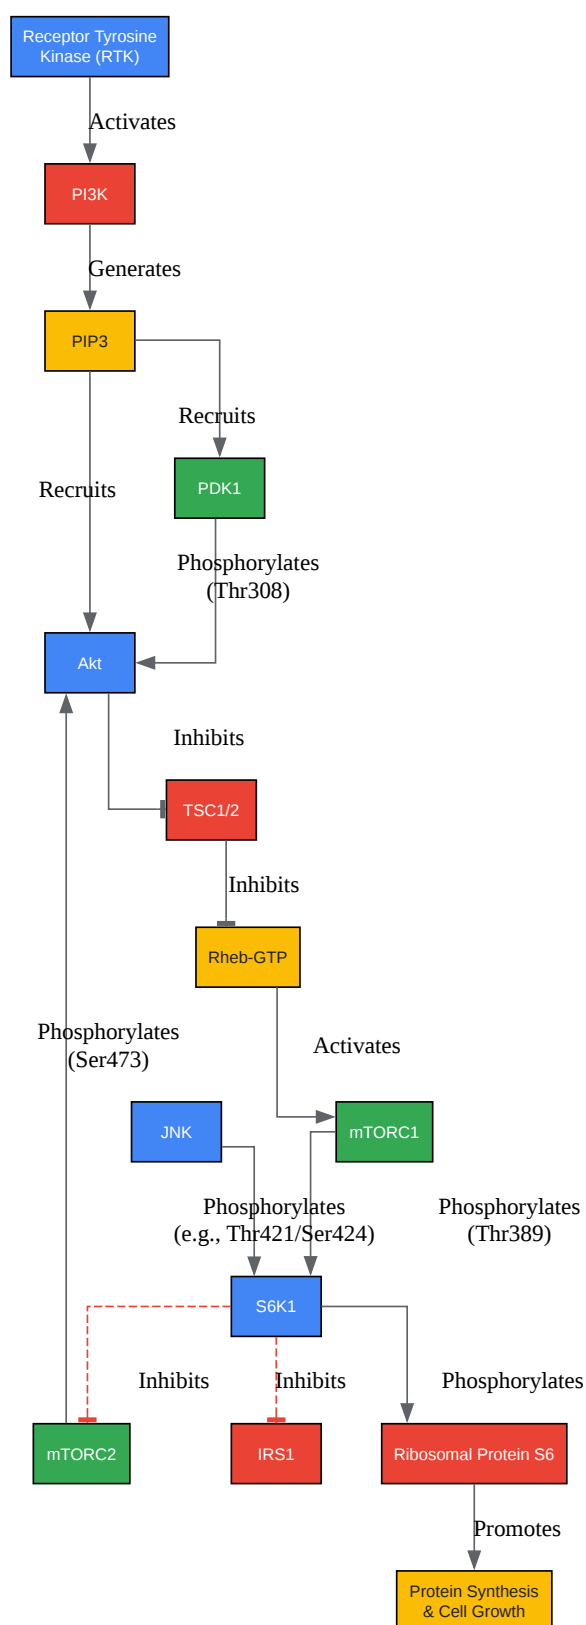 Receptor Tyrosine
Kinase (RTK)
Activates
PI3K
Generates
PIP3
Recruits
Recruits
PDK1
Phosphorylates
(Thr308)
Akt
Inhibits
TSC1/2
Inhibits
Rheb-GTP
Phosphorylates
(Ser473)
Activates
JNK
mTORC1
Phosphorylates
(e.g., Thr421/Ser424)
Phosphorylates
(Thr389)
S6K1
Inhibits
Inhibits
Phosphorylates
mTORC2
IRS1
Ribosomal Protein S6
Promotes
Protein Synthesis
& Cell Growth